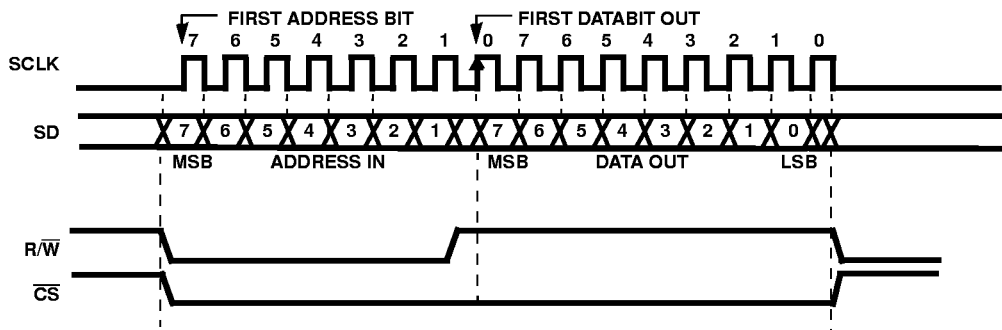 FIRST ADDRESS BIT FIRST DATABIT OUT
7 6 5 4 3 2 1 0 7 6 5 4 3 2 1 0
SCLK
SD 7 6 5 4 3 2 1 7 6 5 4 3 2 1 0
MSB ADDRESS IN MSB DATA OUT LSB
R/W̅
C̅S̅